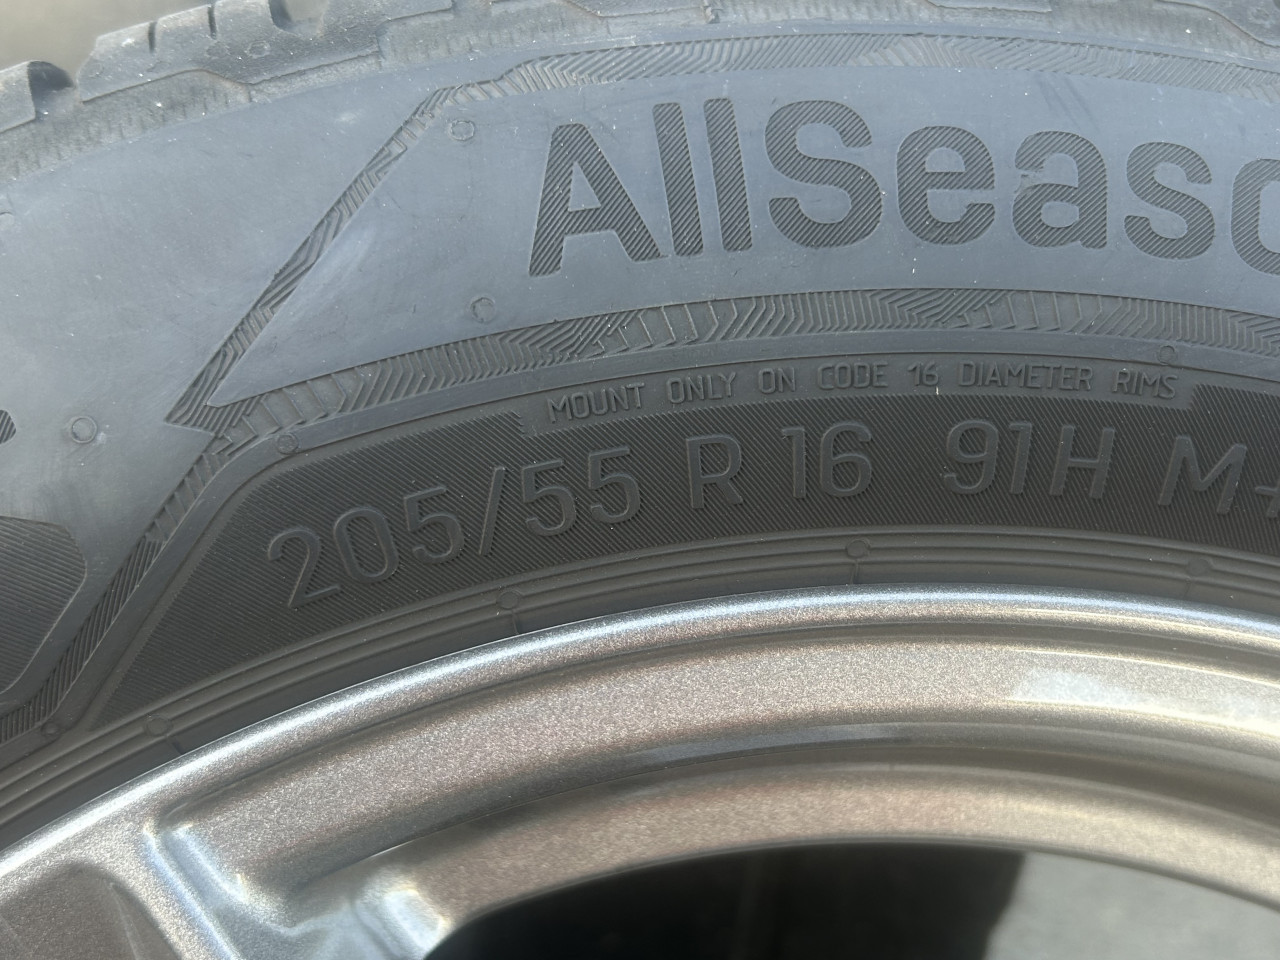 AllSeaso
MOUNT ONLY ON CODE 16 DIAMETER RIMS
205/55 R 16 91H M+